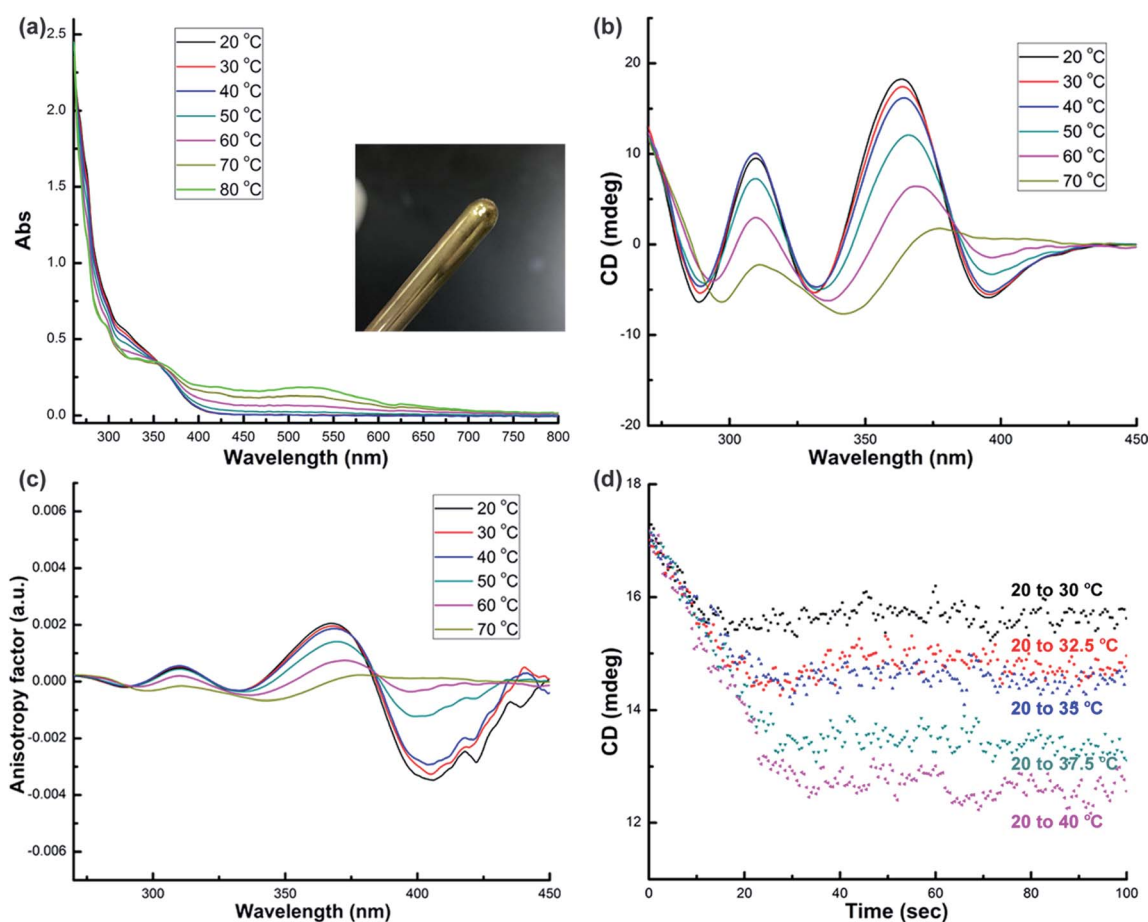 (a)
2.5
2.0
1.5
1.0
0.5
0.0
Abs
20 °C
30 °C
40 °C
50 °C
60 °C
70 °C
80 °C
300 350 400 450 500 550 600 650 700 750 800
Wavelength (nm)
(b)
20
10
0
-10
-20
CD (mdeg)
20 °C
30 °C
40 °C
50 °C
60 °C
70 °C
300 350 400 450
Wavelength (nm)
(c)
0.006
0.004
0.002
0.000
-0.002
-0.004
-0.006
Anisotropy factor (a.u.)
20 °C
30 °C
40 °C
50 °C
60 °C
70 °C
300 350 400 450
Wavelength (nm)
(d)
18
16
14
12
CD (mdeg)
20 to 30 °C
20 to 32.5 °C
20 to 35 °C
20 to 37.5 °C
20 to 40 °C
0 20 40 60 80 100
Time (sec)